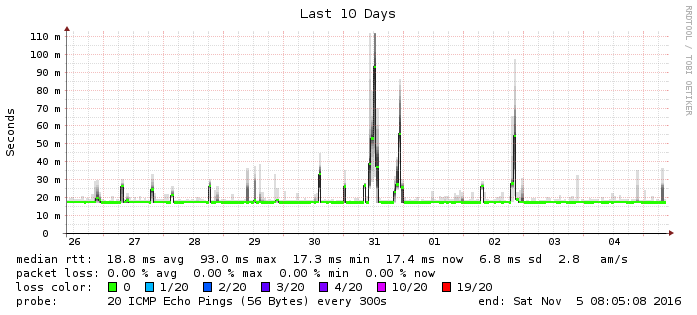 Last 10 Days
RRDTOOL / TOBI OETIKER
Seconds
110 m
100 m
90 m
80 m
70 m
60 m
50 m
40 m
30 m
20 m
10 m
0
26 27 28 29 30 31 01 02 03 04
median rtt: 18.8 ms avg 93.0 ms max 17.3 ms min 17.4 ms now 6.8 ms sd 2.8 am/s
packet loss: 0.00 % avg 0.00 % max 0.00 % min 0.00 % now
loss color: 0 1/20 2/20 3/20 4/20 10/20 19/20
probe: 20 ICMP Echo Pings (56 Bytes) every 300s end: Sat Nov 5 08:05:08 2016